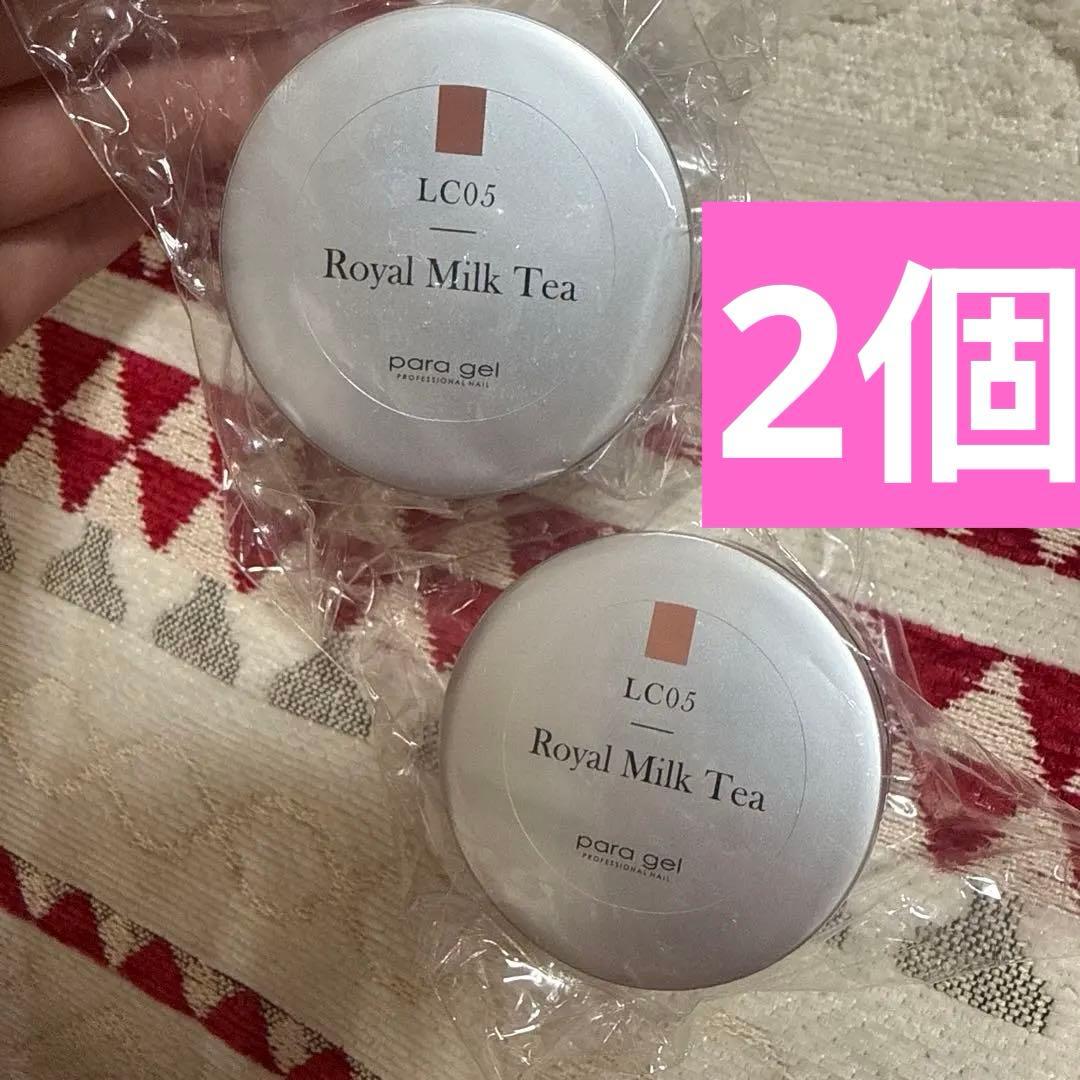 LC05
Royal Milk Tea
para gel
PROFESSIONAL NAIL
2個
LC05
Royal Milk Tea
para gel
PROFESSIONAL NAIL